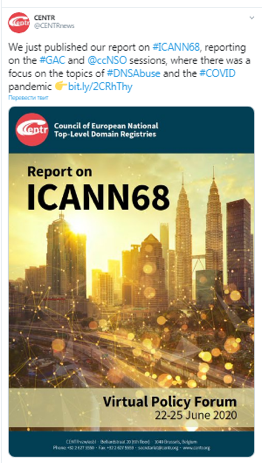 CENTR
@CENTRnews
We just published our report on #ICANN68, reporting
on the #GAC and @ccNSO sessions, where there was a
focus on the topics of #DNSAbuse and the #COVID
pandemic 👉bit.ly/2CRhThy
Перевести твит
Centr
Council of European National
Top-Level Domain Registries
Report on
ICANN68
Virtual Policy Forum
22-25 June 2020
Brussels, Belgium